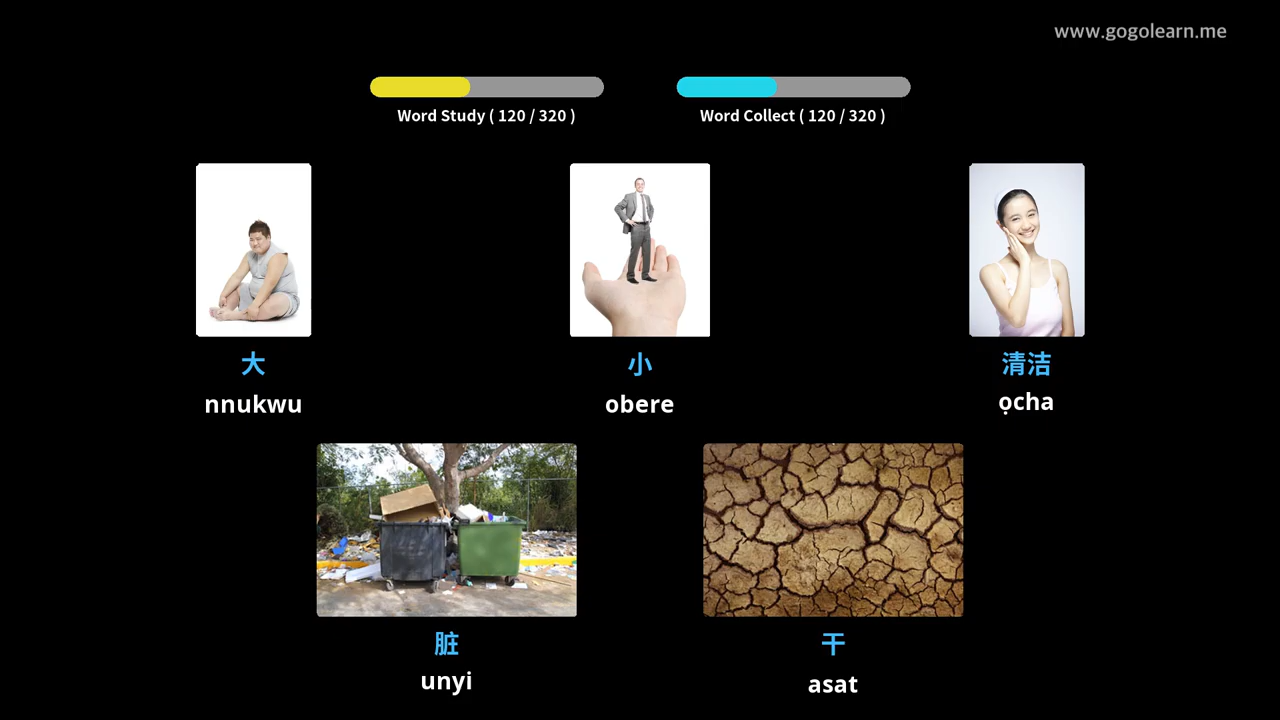 www.gogolearn.me
Word Study ( 120 / 320 )
Word Collect ( 120 / 320 )
大
nnukwu
小
obere
清洁
ọcha
脏
unyi
干
asat